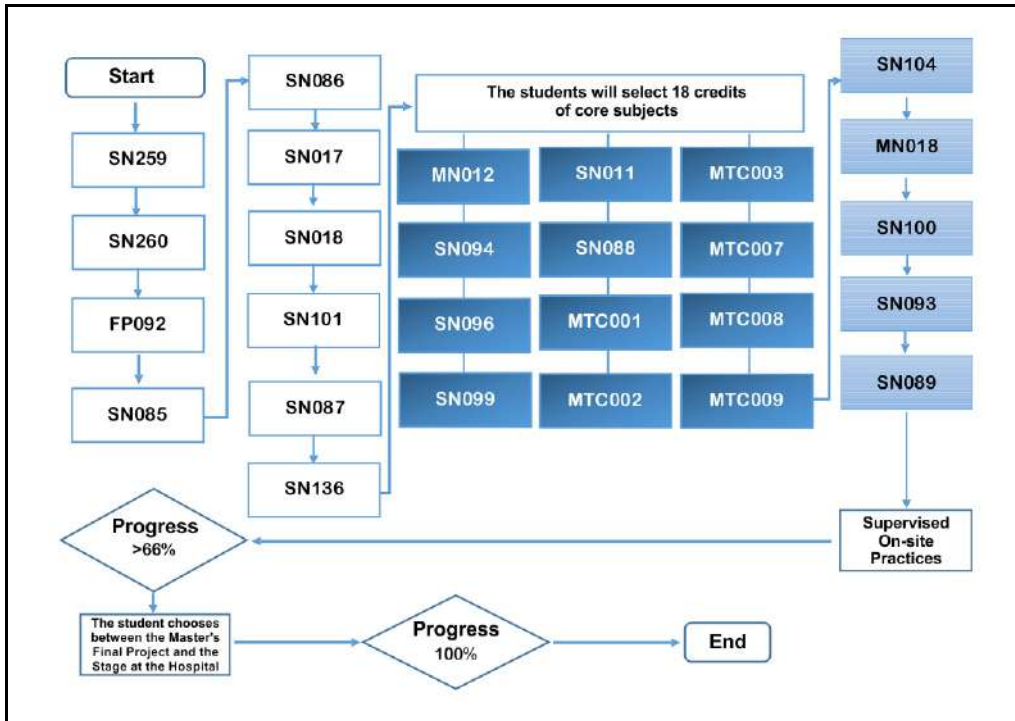 Start
SN259
SN260
FP092
SN085
SN086
SN017
SN018
SN101
SN087
SN136
The students will select 18 credits
of core subjects
MN012
SN094
SN096
SN099
SN011
SN088
MTC001
MTC002
MTC003
MTC007
MTC008
MTC009
SN104
MN018
SN100
SN093
SN089
Supervised
On-site
Practices
Progress
>66%
The student chooses
between the Master's
Final Project and the
Stage at the Hospital
Progress
100%
End